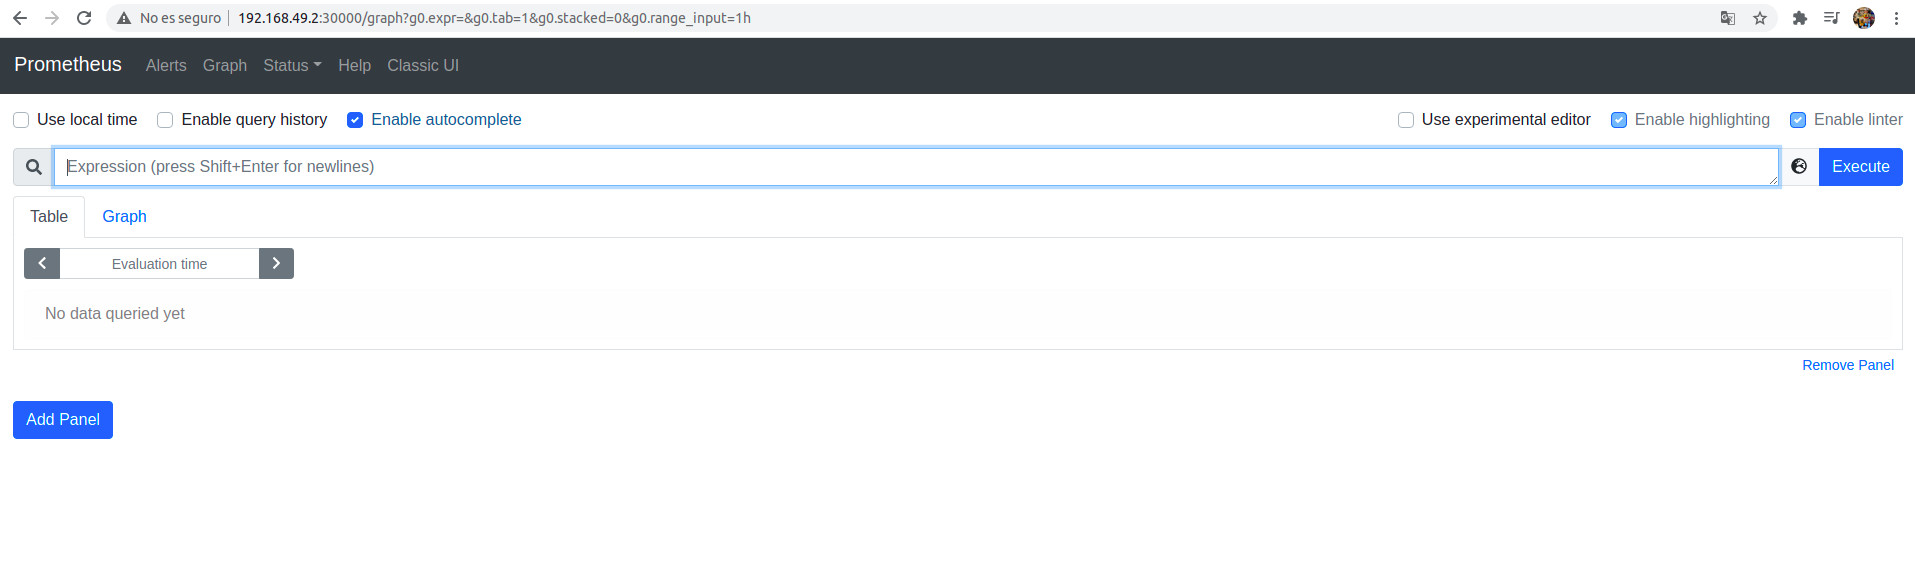 No es seguro 192.168.49.2:30000/graph?g0.expr=&g0.tab=1&g0.stacked=0&g0.range_input=1h
Prometheus Alerts Graph Status Help Classic UI
Use local time Enable query history Enable autocomplete Use experimental editor Enable highlighting Enable linter
Expression (press Shift+Enter for newlines) Execute
Table Graph
Evaluation time
No data queried yet
Remove Panel
Add Panel